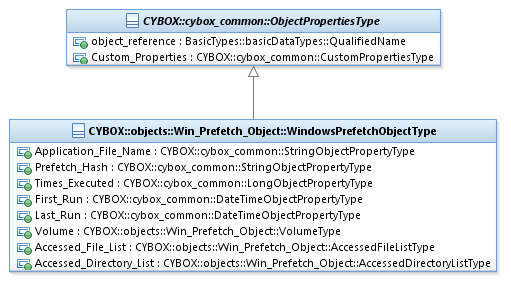 CYBOX::cybox_common::ObjectPropertiesType
object_reference : BasicTypes::basicDataTypes::QualifiedName
Custom_Properties : CYBOX::cybox_common::CustomPropertiesType
CYBOX::objects::Win_Prefetch_Object::WindowsPrefetchObjectType
Application_File_Name : CYBOX::cybox_common::StringObjectPropertyType
Prefetch_Hash : CYBOX::cybox_common::StringObjectPropertyType
Times_Executed : CYBOX::cybox_common::LongObjectPropertyType
First_Run : CYBOX::cybox_common::DateTimeObjectPropertyType
Last_Run : CYBOX::cybox_common::DateTimeObjectPropertyType
Volume : CYBOX::objects::Win_Prefetch_Object::VolumeType
Accessed_File_List : CYBOX::objects::Win_Prefetch_Object::AccessedFileListType
Accessed_Directory_List : CYBOX::objects::Win_Prefetch_Object::AccessedDirectoryListType